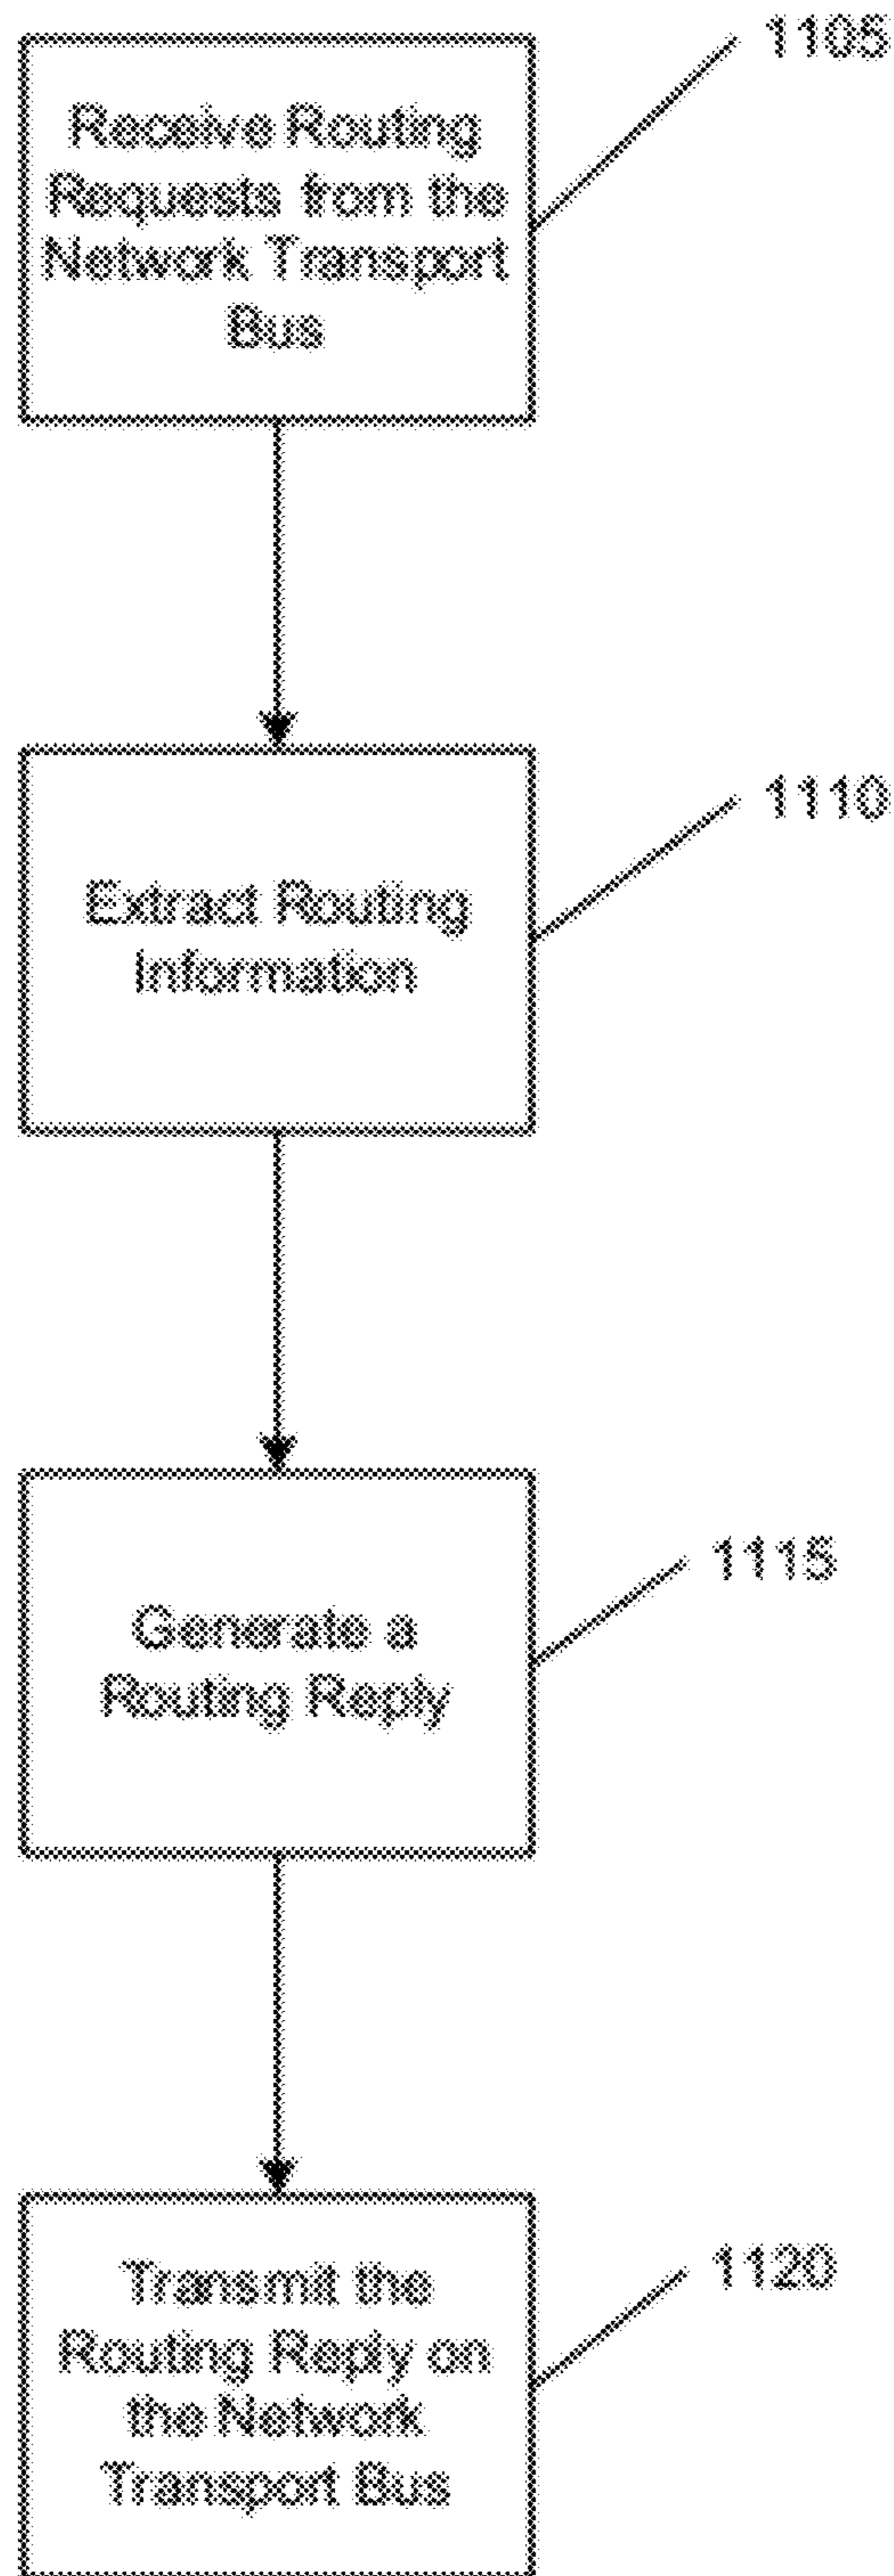 1105
Receive Routing
Requests from the
Network Transport
Bus
1110
Extract Routing
Information
1115
Generate a
Routing Reply
1120
Transmit the
Routing Reply on
the Network
Transport Bus